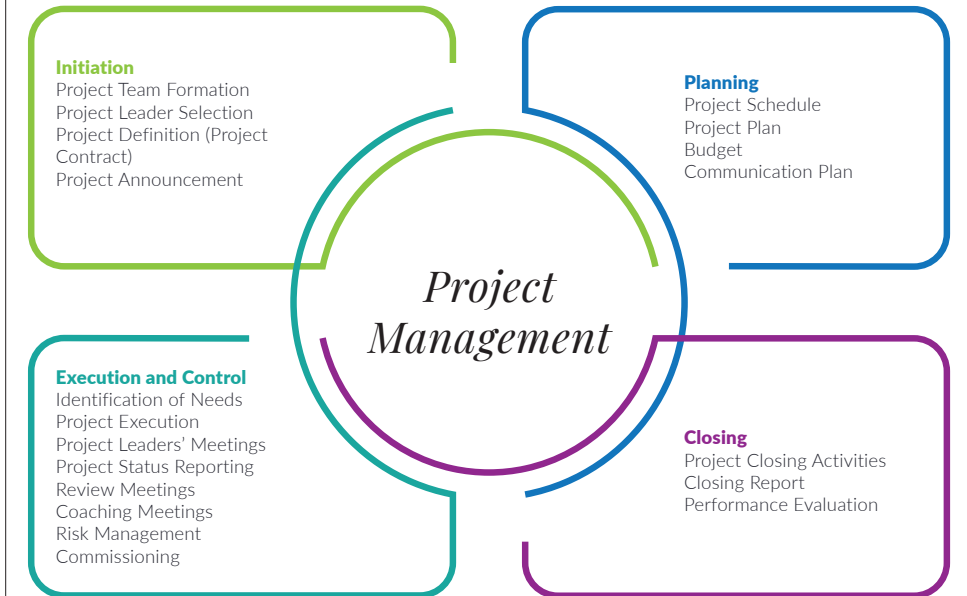 Initiation
Project Team Formation
Project Leader Selection
Project Definition (Project
Contract)
Project Announcement
Planning
Project Schedule
Project Plan
Budget
Communication Plan
Project
Management
Execution and Control
Identification of Needs
Project Execution
Project Leaders’ Meetings
Project Status Reporting
Review Meetings
Coaching Meetings
Risk Management
Commissioning
Closing
Project Closing Activities
Closing Report
Performance Evaluation